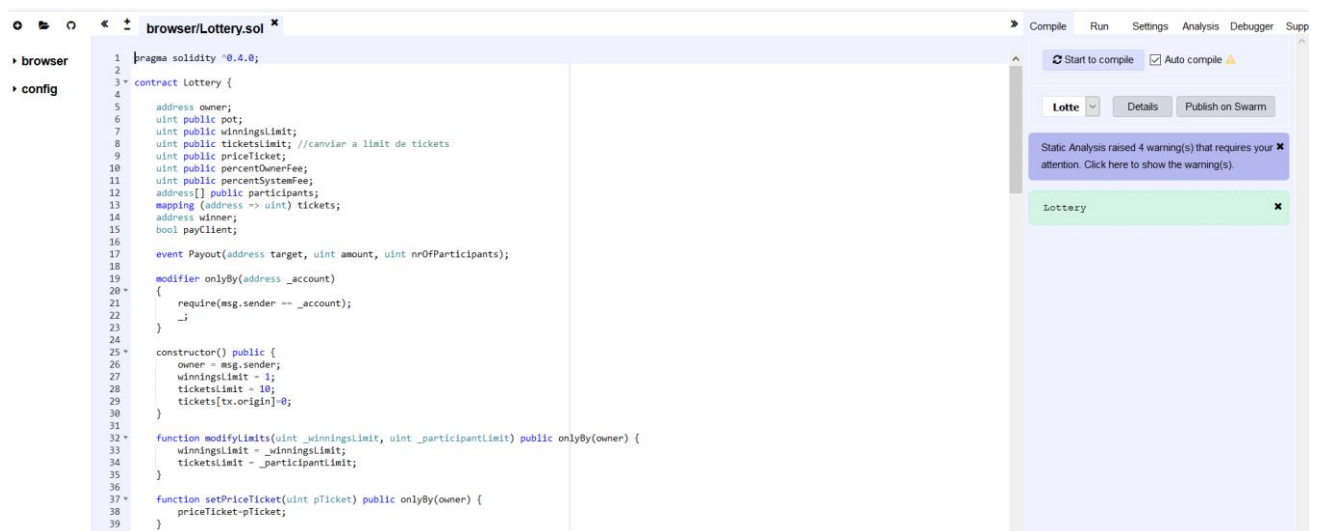 browser/Lottery.sol
Compile Run Settings Analysis Debugger Supp
browser
config
Start to compile Auto compile
Lotte Details Publish on Swarm
Static Analysis raised 4 warning(s) that requires your
attention. Click here to show the warning(s).
Lottery
1 pragma solidity ^0.4.0;
2
3 contract Lottery {
4
5 address owner;
6 uint public pot;
7 uint public winningsLimit;
8 uint public ticketsLimit; //canviar a limit de tickets
9 uint public priceTicket;
10 uint public percentOwnerFee;
11 uint public percentSystemFee;
12 address[] public participants;
13 mapping (address => uint) tickets;
14 address winner;
15 bool payClient;
16
17 event Payout(address target, uint amount, uint nrOfParticipants);
18
19 modifier onlyBy(address _account)
20 {
21 require(msg.sender == _account);
22 _;
23 }
24
25 constructor() public {
26 owner = msg.sender;
27 winningsLimit = 1;
28 ticketsLimit = 10;
29 tickets[tx.origin]=0;
30 }
31
32 function modifyLimits(uint _winningsLimit, uint _participantLimit) public onlyBy(owner) {
33 winningsLimit = _winningsLimit;
34 ticketsLimit = _participantLimit;
35 }
36
37 function setPriceTicket(uint pTicket) public onlyBy(owner) {
38 priceTicket=pTicket;
39 }